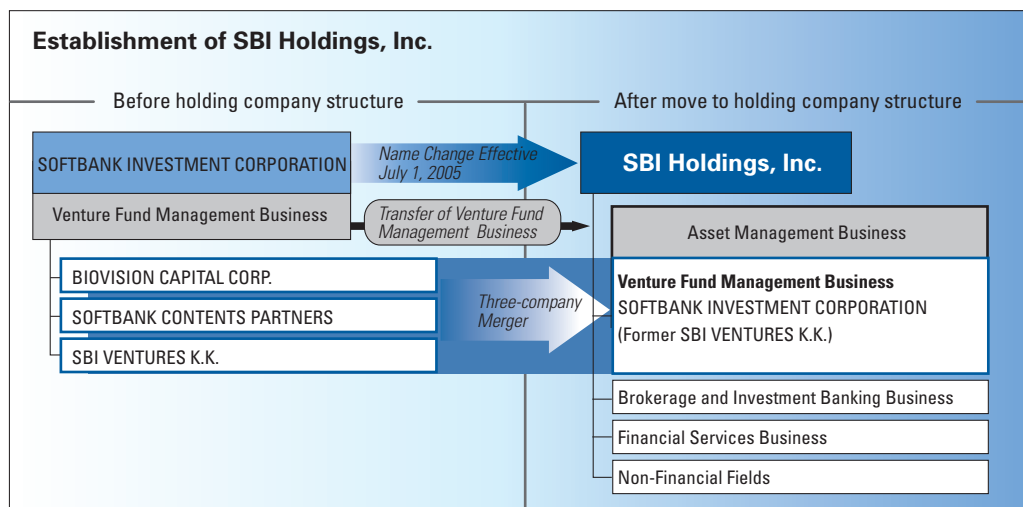 Establishment of SBI Holdings, Inc.
Before holding company structure
After move to holding company structure
SOFTBANK INVESTMENT CORPORATION
Name Change Effective
July 1, 2005
SBI Holdings, Inc.
Venture Fund Management Business
Transfer of Venture Fund
Management Business
Asset Management Business
BIOVISION CAPITAL CORP.
SOFTBANK CONTENTS PARTNERS
SBI VENTURES K.K.
Three-company
Merger
Venture Fund Management Business
SOFTBANK INVESTMENT CORPORATION
(Former SBI VENTURES K.K.)
Brokerage and Investment Banking Business
Financial Services Business
Non-Financial Fields